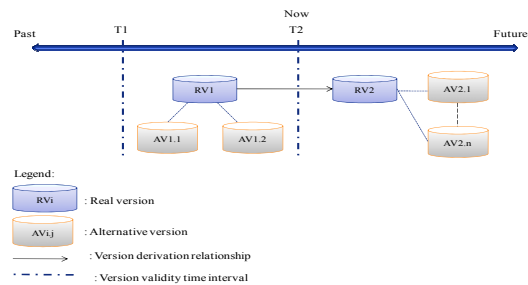 Now
Past T1 T2 Future
RV1 RV2 AV2.1
AV1.1 AV1.2 AV2.n
Legend:
RVi : Real version
AVi.j : Alternative version
: Version derivation relationship
: Version validity time interval